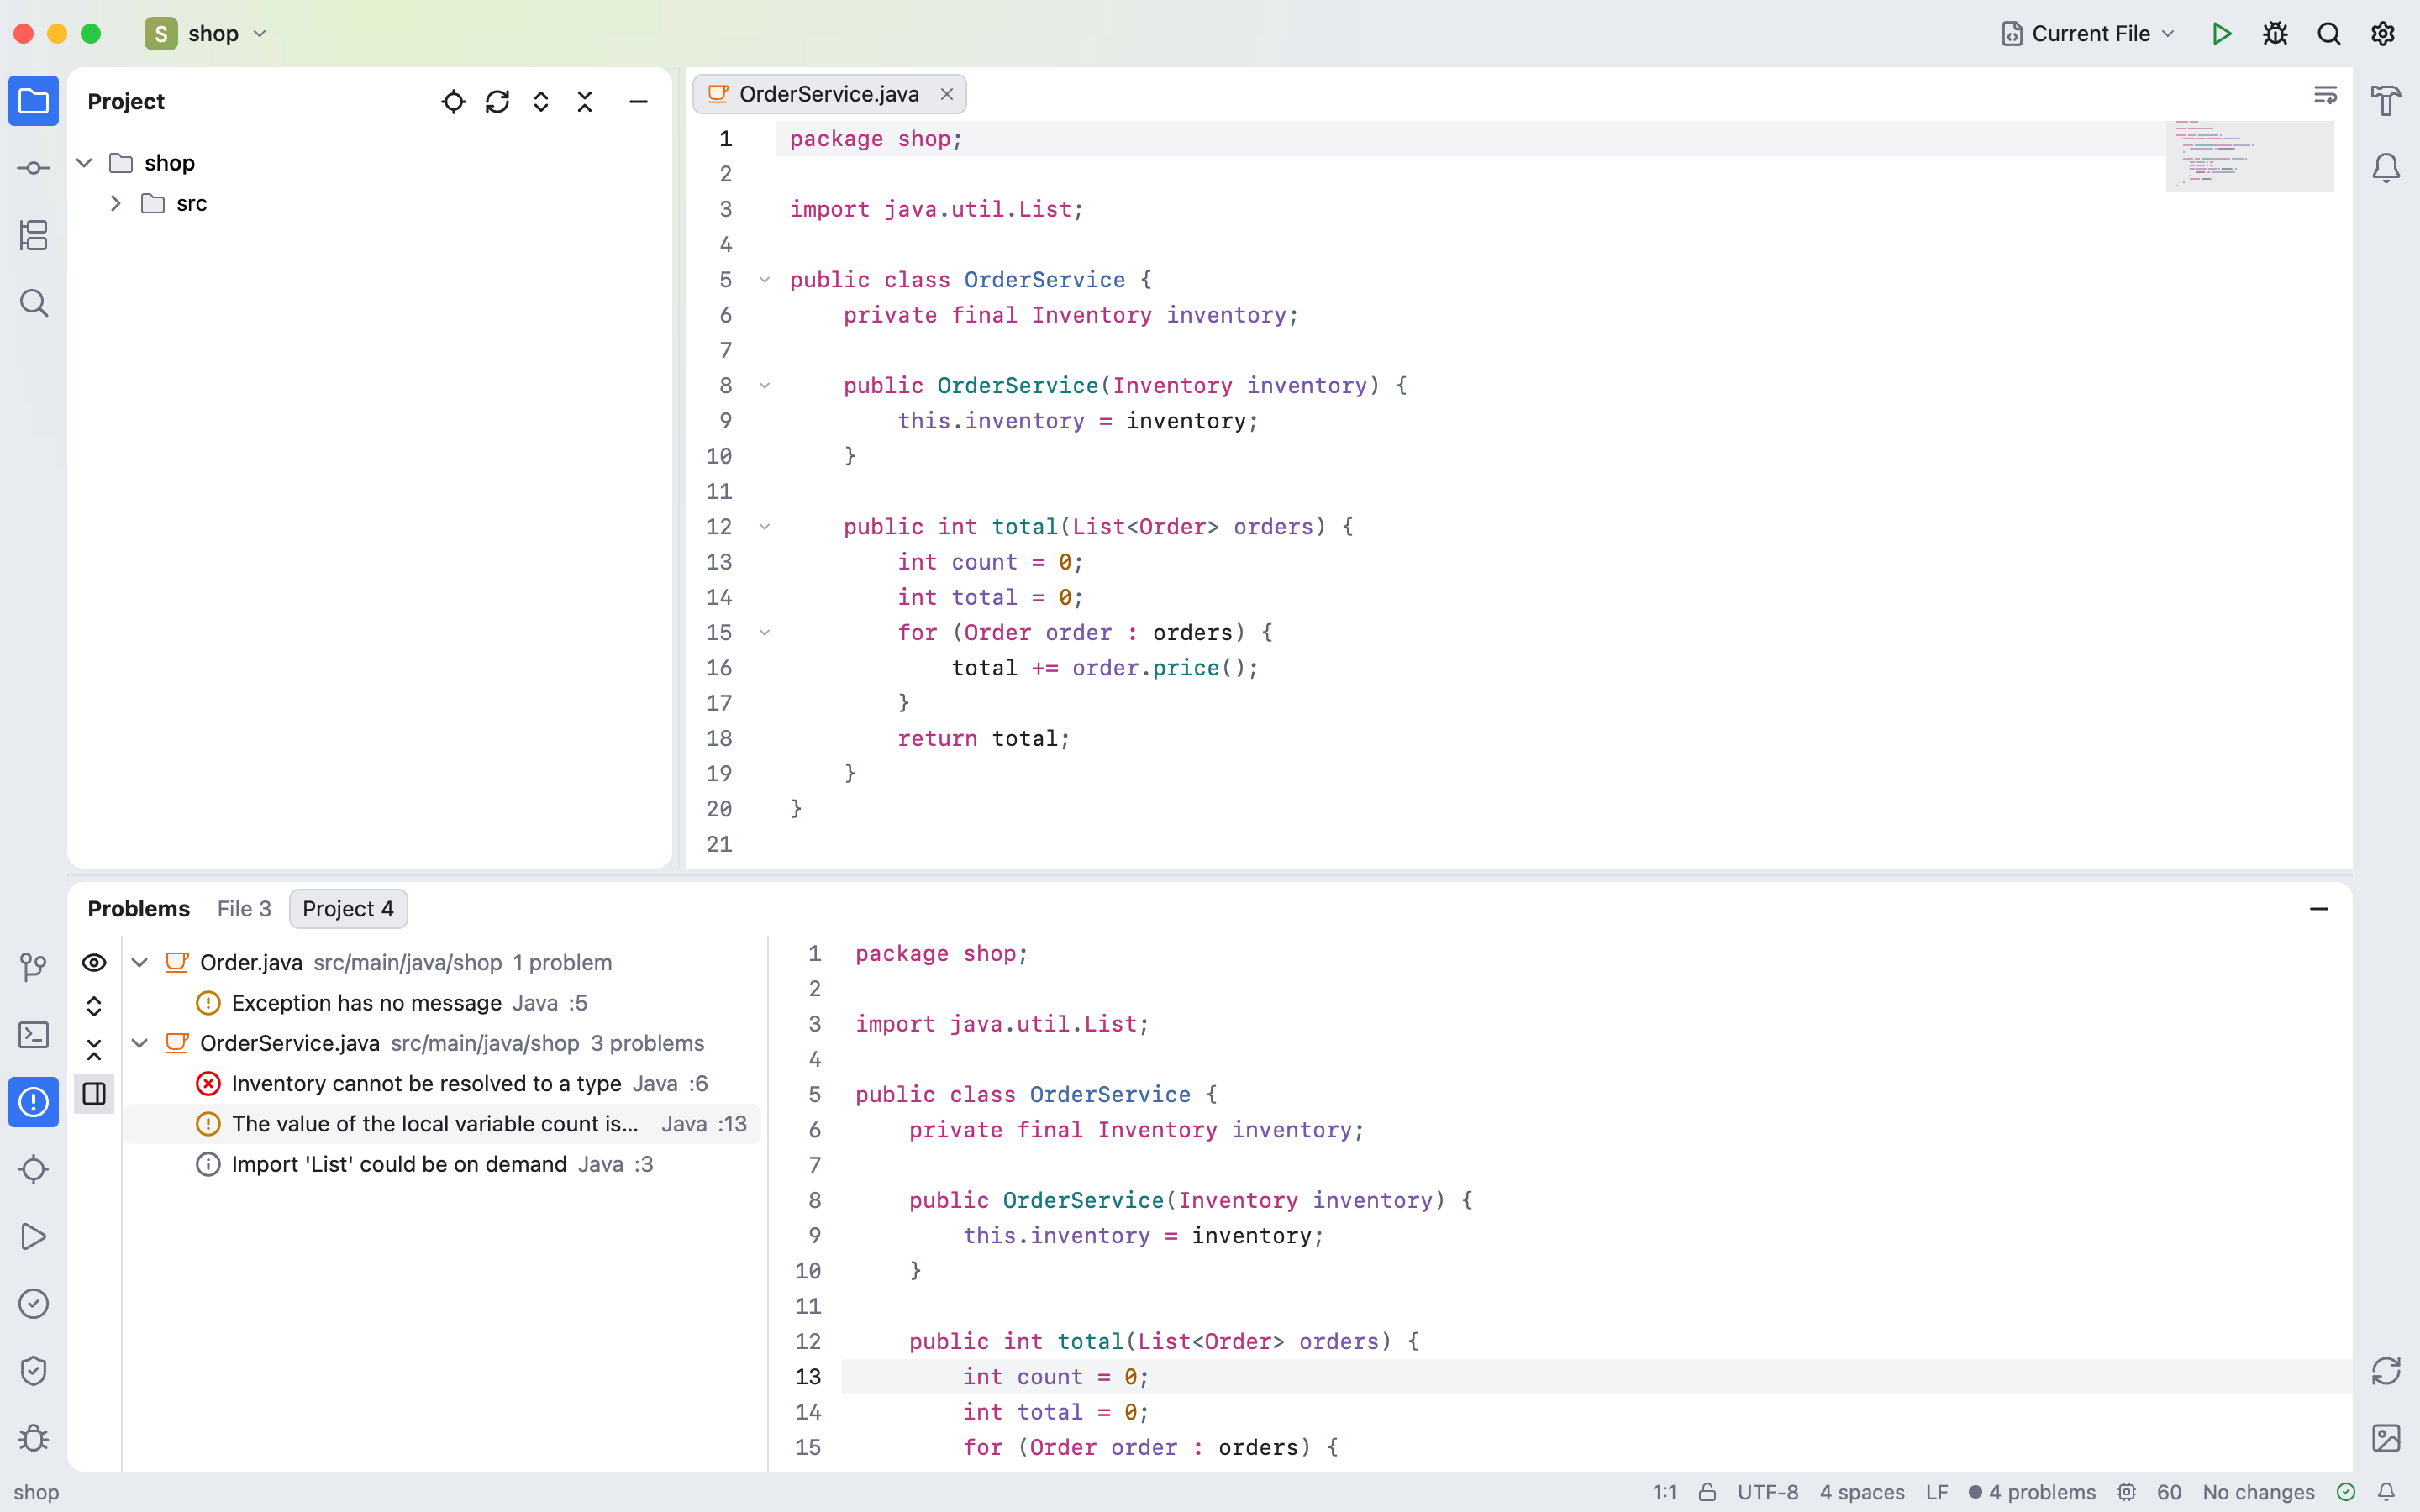 S shop
Current File
Project
shop
src
OrderService.java
1 package shop;
2
3 import java.util.List;
4
5 public class OrderService {
6 private final Inventory inventory;
7
8 public OrderService(Inventory inventory) {
9 this.inventory = inventory;
10 }
11
12 public int total(List<Order> orders) {
13 int count = 0;
14 int total = 0;
15 for (Order order : orders) {
16 total += order.price();
17 }
18 return total;
19 }
20 }
21
Problems File 3 Project 4
Order.java src/main/java/shop 1 problem
Exception has no message Java :5
OrderService.java src/main/java/shop 3 problems
Inventory cannot be resolved to a type Java :6
The value of the local variable count is... Java :13
Import 'List' could be on demand Java :3
1 package shop;
2
3 import java.util.List;
4
5 public class OrderService {
6 private final Inventory inventory;
7
8 public OrderService(Inventory inventory) {
9 this.inventory = inventory;
10 }
11
12 public int total(List<Order> orders) {
13 int count = 0;
14 int total = 0;
15 for (Order order : orders) {
shop
1:1 UTF-8 4 spaces LF 4 problems 60 No changes